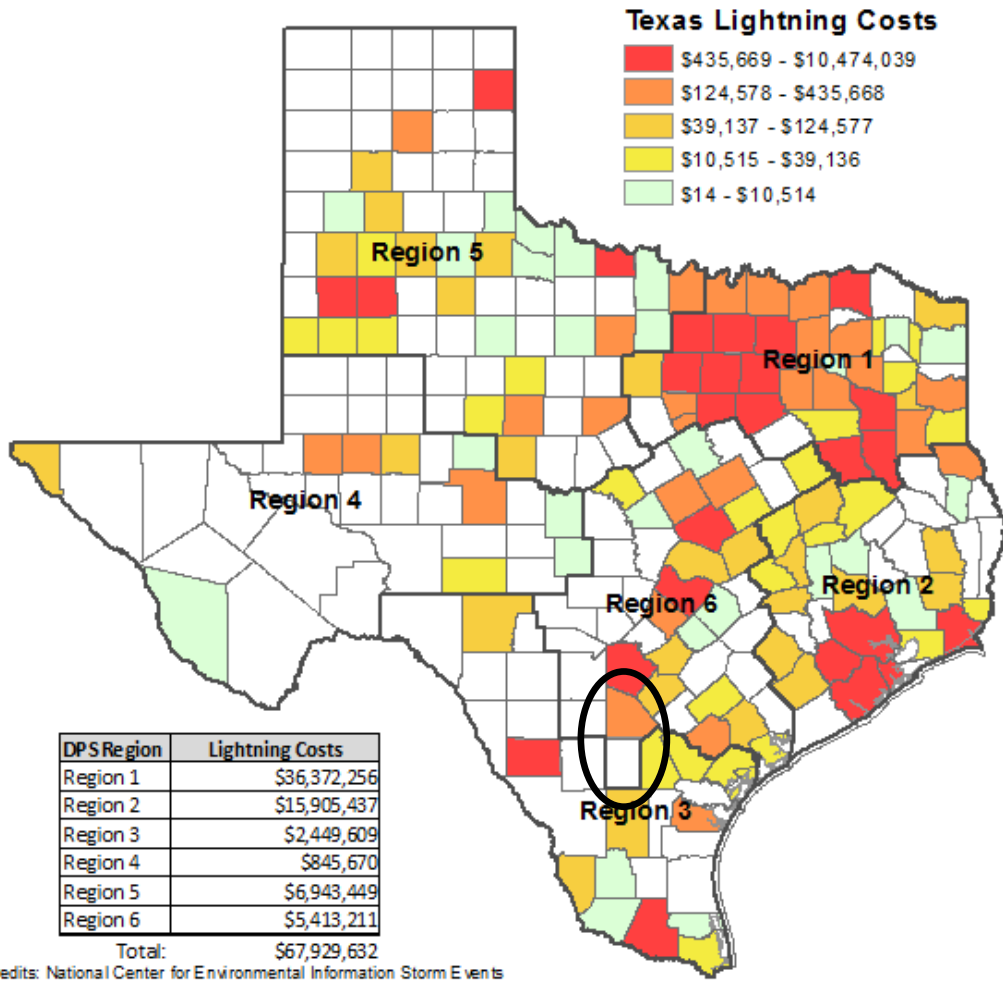 Texas Lightning Costs
$435,669 - $10,474,039
$124,578 - $435,668
$39,137 - $124,577
$10,515 - $39,136
$14 - $10,514
Region 5
Region 1
Region 4
Region 2
Region 6
Region 3
DPS Region Lightning Costs
Region 1 $36,372,256
Region 2 $15,905,437
Region 3 $2,449,609
Region 4 $845,670
Region 5 $6,943,449
Region 6 $5,413,211
Total: $67,929,632
edits: National Center for Environmental Information Storm Events